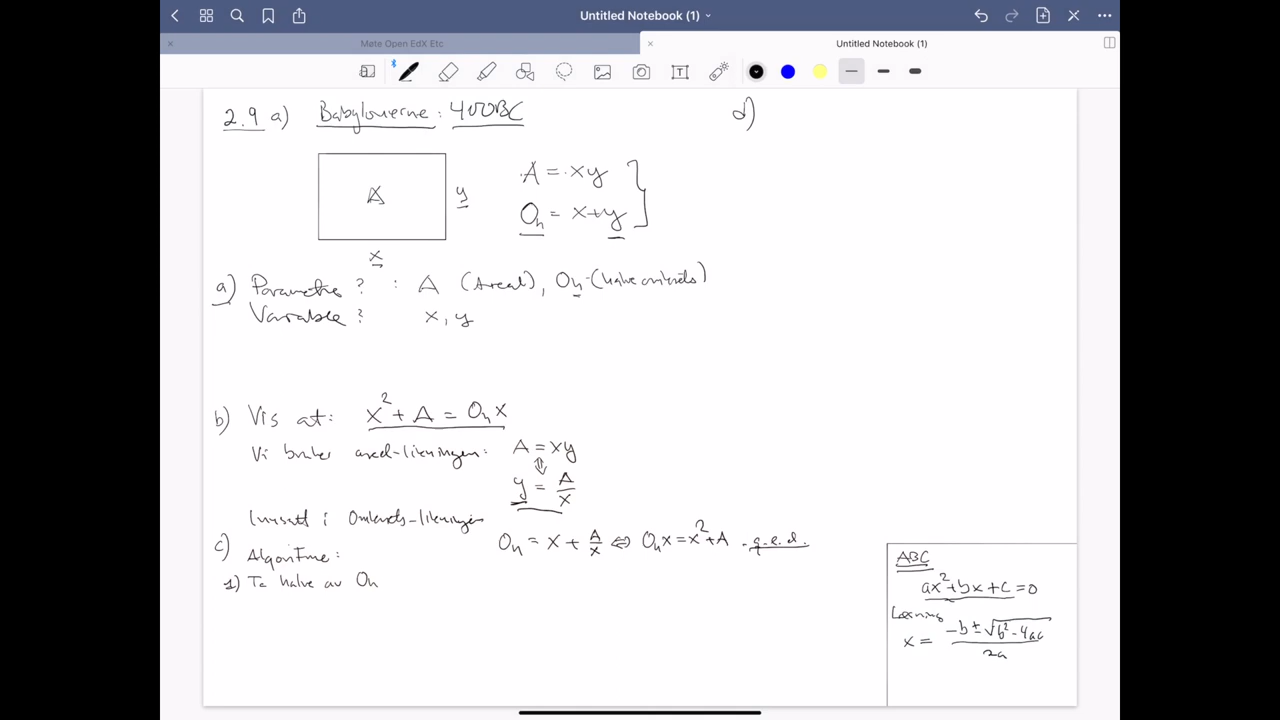 Untitled Notebook (1)
Møte Open EdX Etc
Untitled Notebook (1)
2.9 a) Babylonerne: 400BC
A
y
x
A = xy
Oₕ = x+y
a) Parametre? : A (Areal), Oₕ (halve omkrets)
Variable? x, y
b) Vis at: x² + A = Oₕx
Vi bruker areal-likningen: A = xy
⇕
y = A/x
Innsatt i Omkrets-likningen
Oₕ = x + A/x ⇔ Oₕx = x² + A . q.e.d.
c) Algoritme:
1) Ta halve av Oₕ
d)
ABC
ax²+bx+c=0
Løsning
x = (-b±√(b²-4ac))/2a